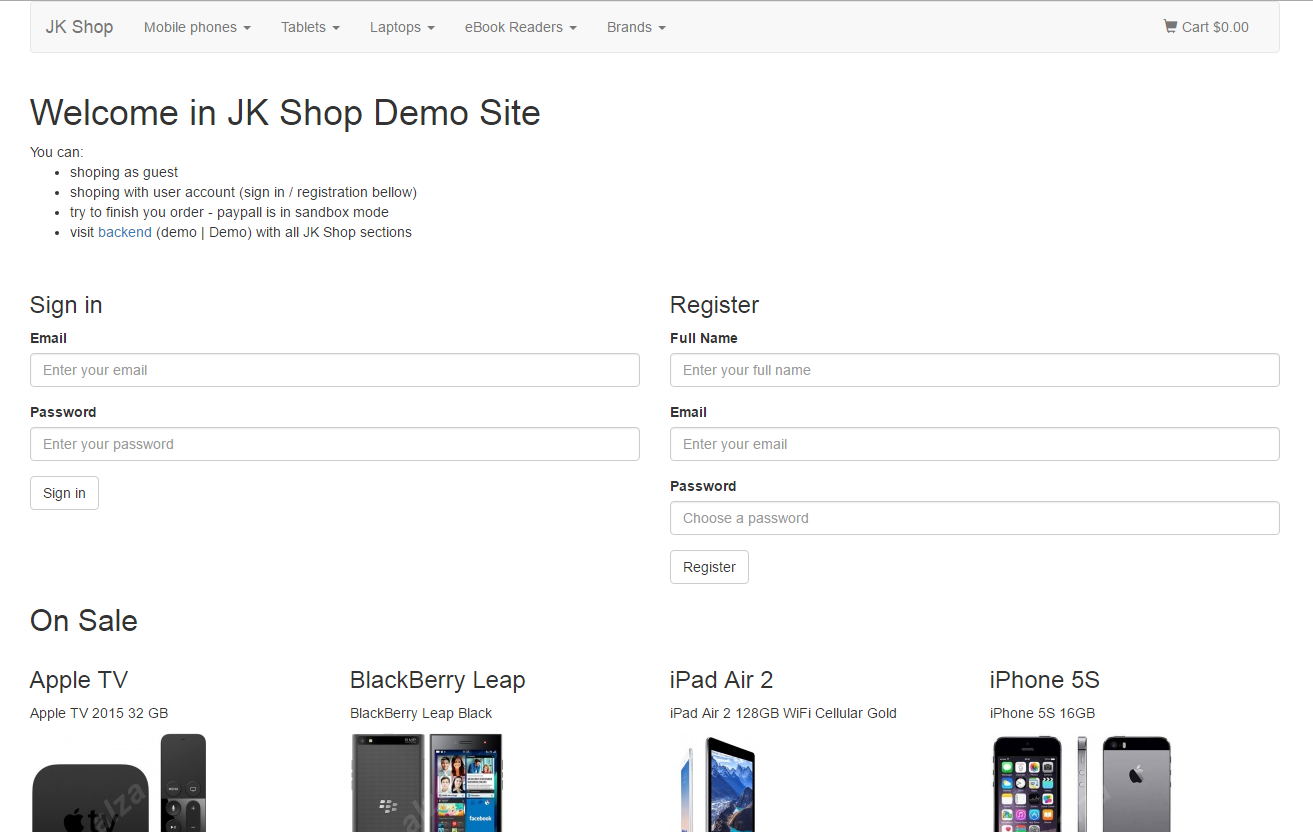 JK Shop Mobile phones Tablets Laptops eBook Readers Brands Cart $0.00
Welcome in JK Shop Demo Site
You can:
shoping as guest
shoping with user account (sign in / registration bellow)
try to finish you order - paypall is in sandbox mode
visit backend (demo | Demo) with all JK Shop sections
Sign in
Email
Enter your email
Password
Enter your password
Sign in
Register
Full Name
Enter your full name
Email
Enter your email
Password
Choose a password
Register
On Sale
Apple TV
Apple TV 2015 32 GB
BlackBerry Leap
BlackBerry Leap Black
iPad Air 2
iPad Air 2 128GB WiFi Cellular Gold
iPhone 5S
iPhone 5S 16GB
MENU
tv
facebook